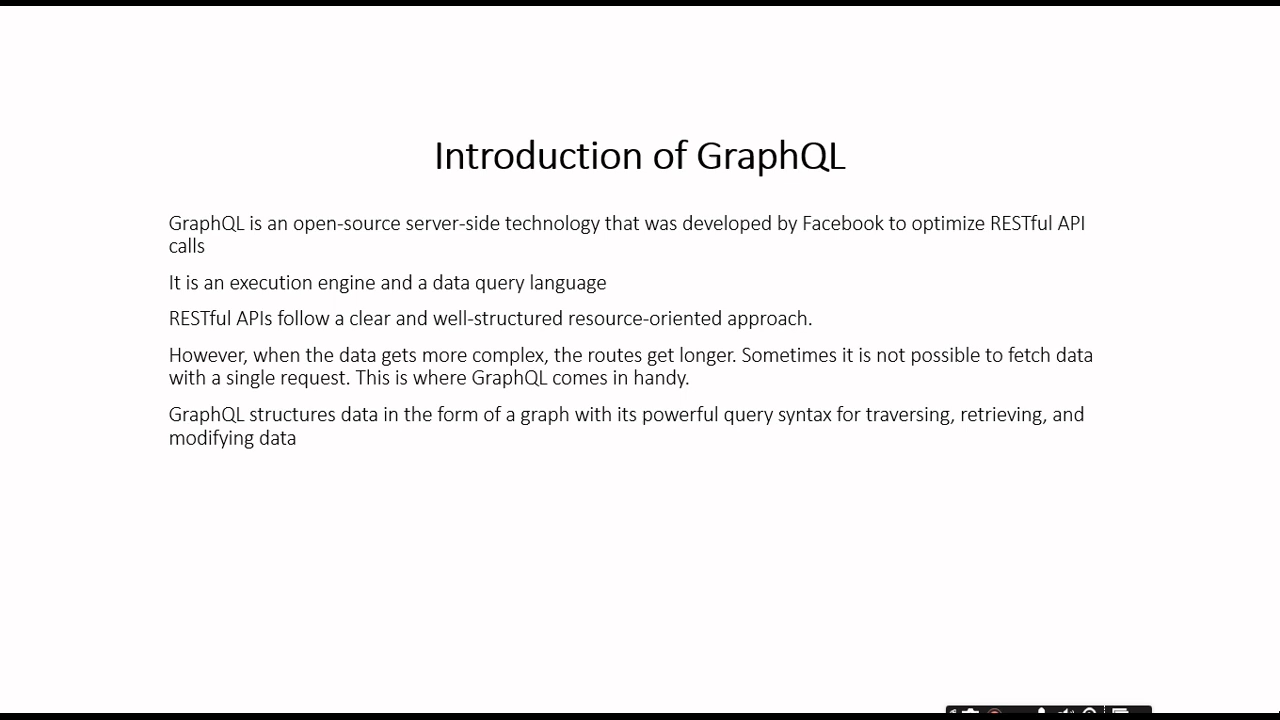 Introduction of GraphQL
GraphQL is an open-source server-side technology that was developed by Facebook to optimize RESTful API
calls
It is an execution engine and a data query language
RESTful APIs follow a clear and well-structured resource-oriented approach.
However, when the data gets more complex, the routes get longer. Sometimes it is not possible to fetch data
with a single request. This is where GraphQL comes in handy.
GraphQL structures data in the form of a graph with its powerful query syntax for traversing, retrieving, and
modifying data